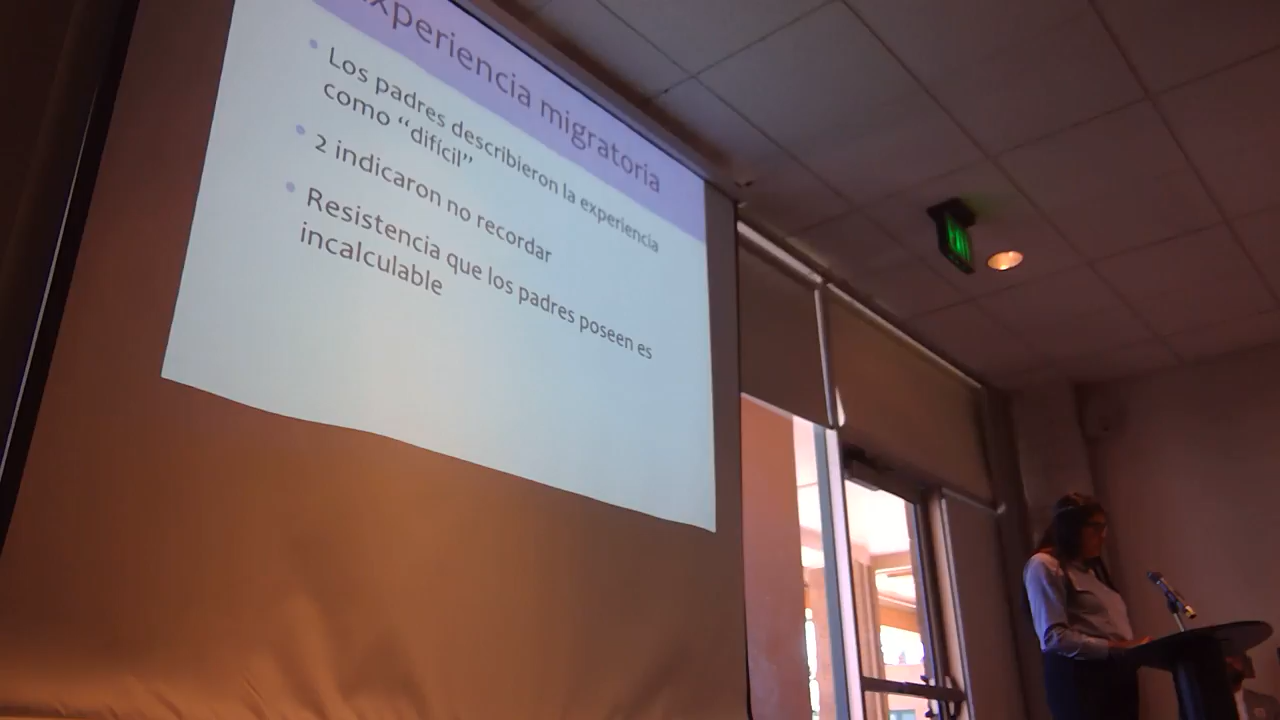 Experiencia migratoria
• Los padres describieron la experiencia
como “difícil”
• 2 indicaron no recordar
• Resistencia que los padres poseen es
incalculable